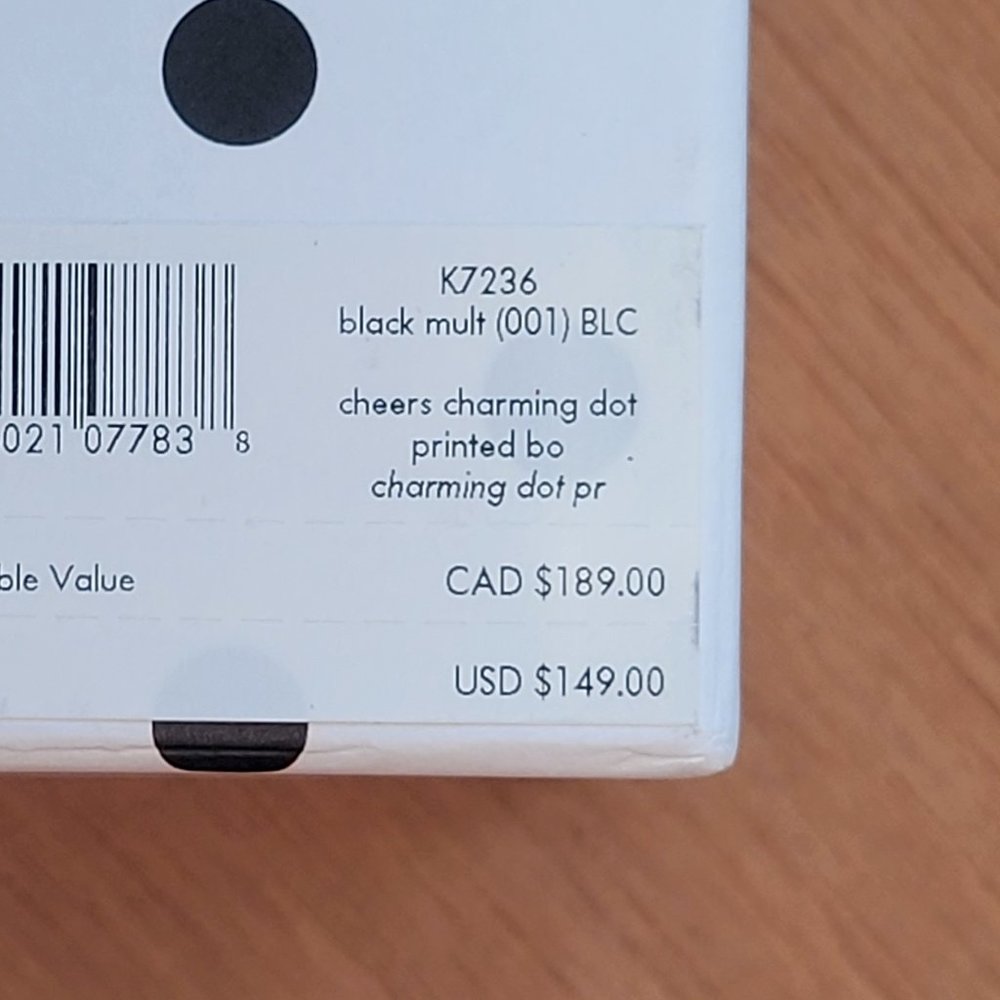 K7236
black mult (001) BLC
cheers charming dot
printed bo
charming dot pr
021 07783 8
ble Value CAD $189.00
USD $149.00